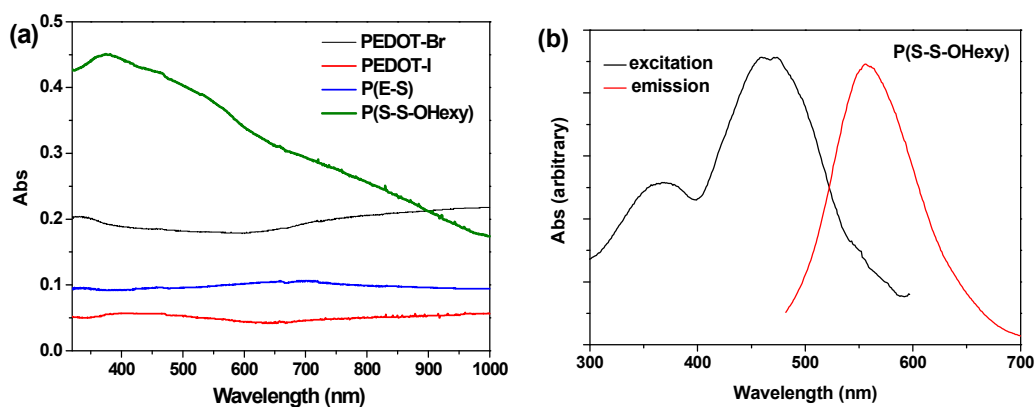 (a)
PEDOT-Br
PEDOT-I
P(E-S)
P(S-S-OHexy)
Abs
0.5
0.4
0.3
0.2
0.1
0.0
400 500 600 700 800 900 1000
Wavelength (nm)
(b)
excitation
emission
P(S-S-OHexy)
Abs (arbitrary)
300 400 500 600 700
Wavelength (nm)